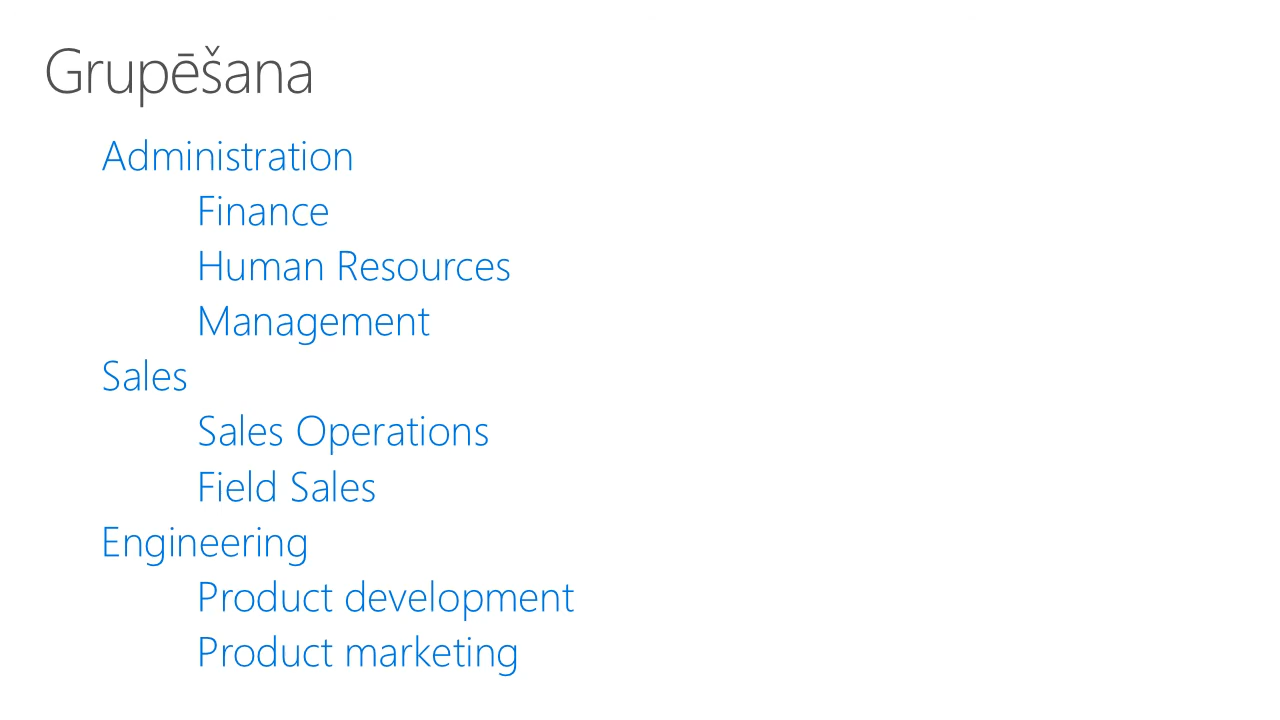 Grupēšana
Administration
Finance
Human Resources
Management
Sales
Sales Operations
Field Sales
Engineering
Product development
Product marketing